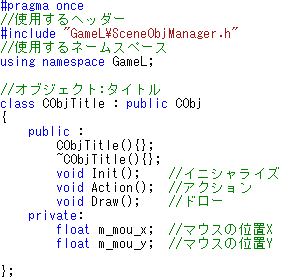 #pragma once
//使用するヘッダー
#include "GameL¥SceneObjManager.h"
//使用するネームスペース
using namespace GameL;

//オブジェクト:タイトル
class CObjTitle : public CObj
{
    public :
        CObjTitle(){};
        ~CObjTitle(){};
        void Init();    //イニシャライズ
        void Action();  //アクション
        void Draw();    //ドロー
    private:
        float m_mou_x;  //マウスの位置X
        float m_mou_y;  //マウスの位置Y

};